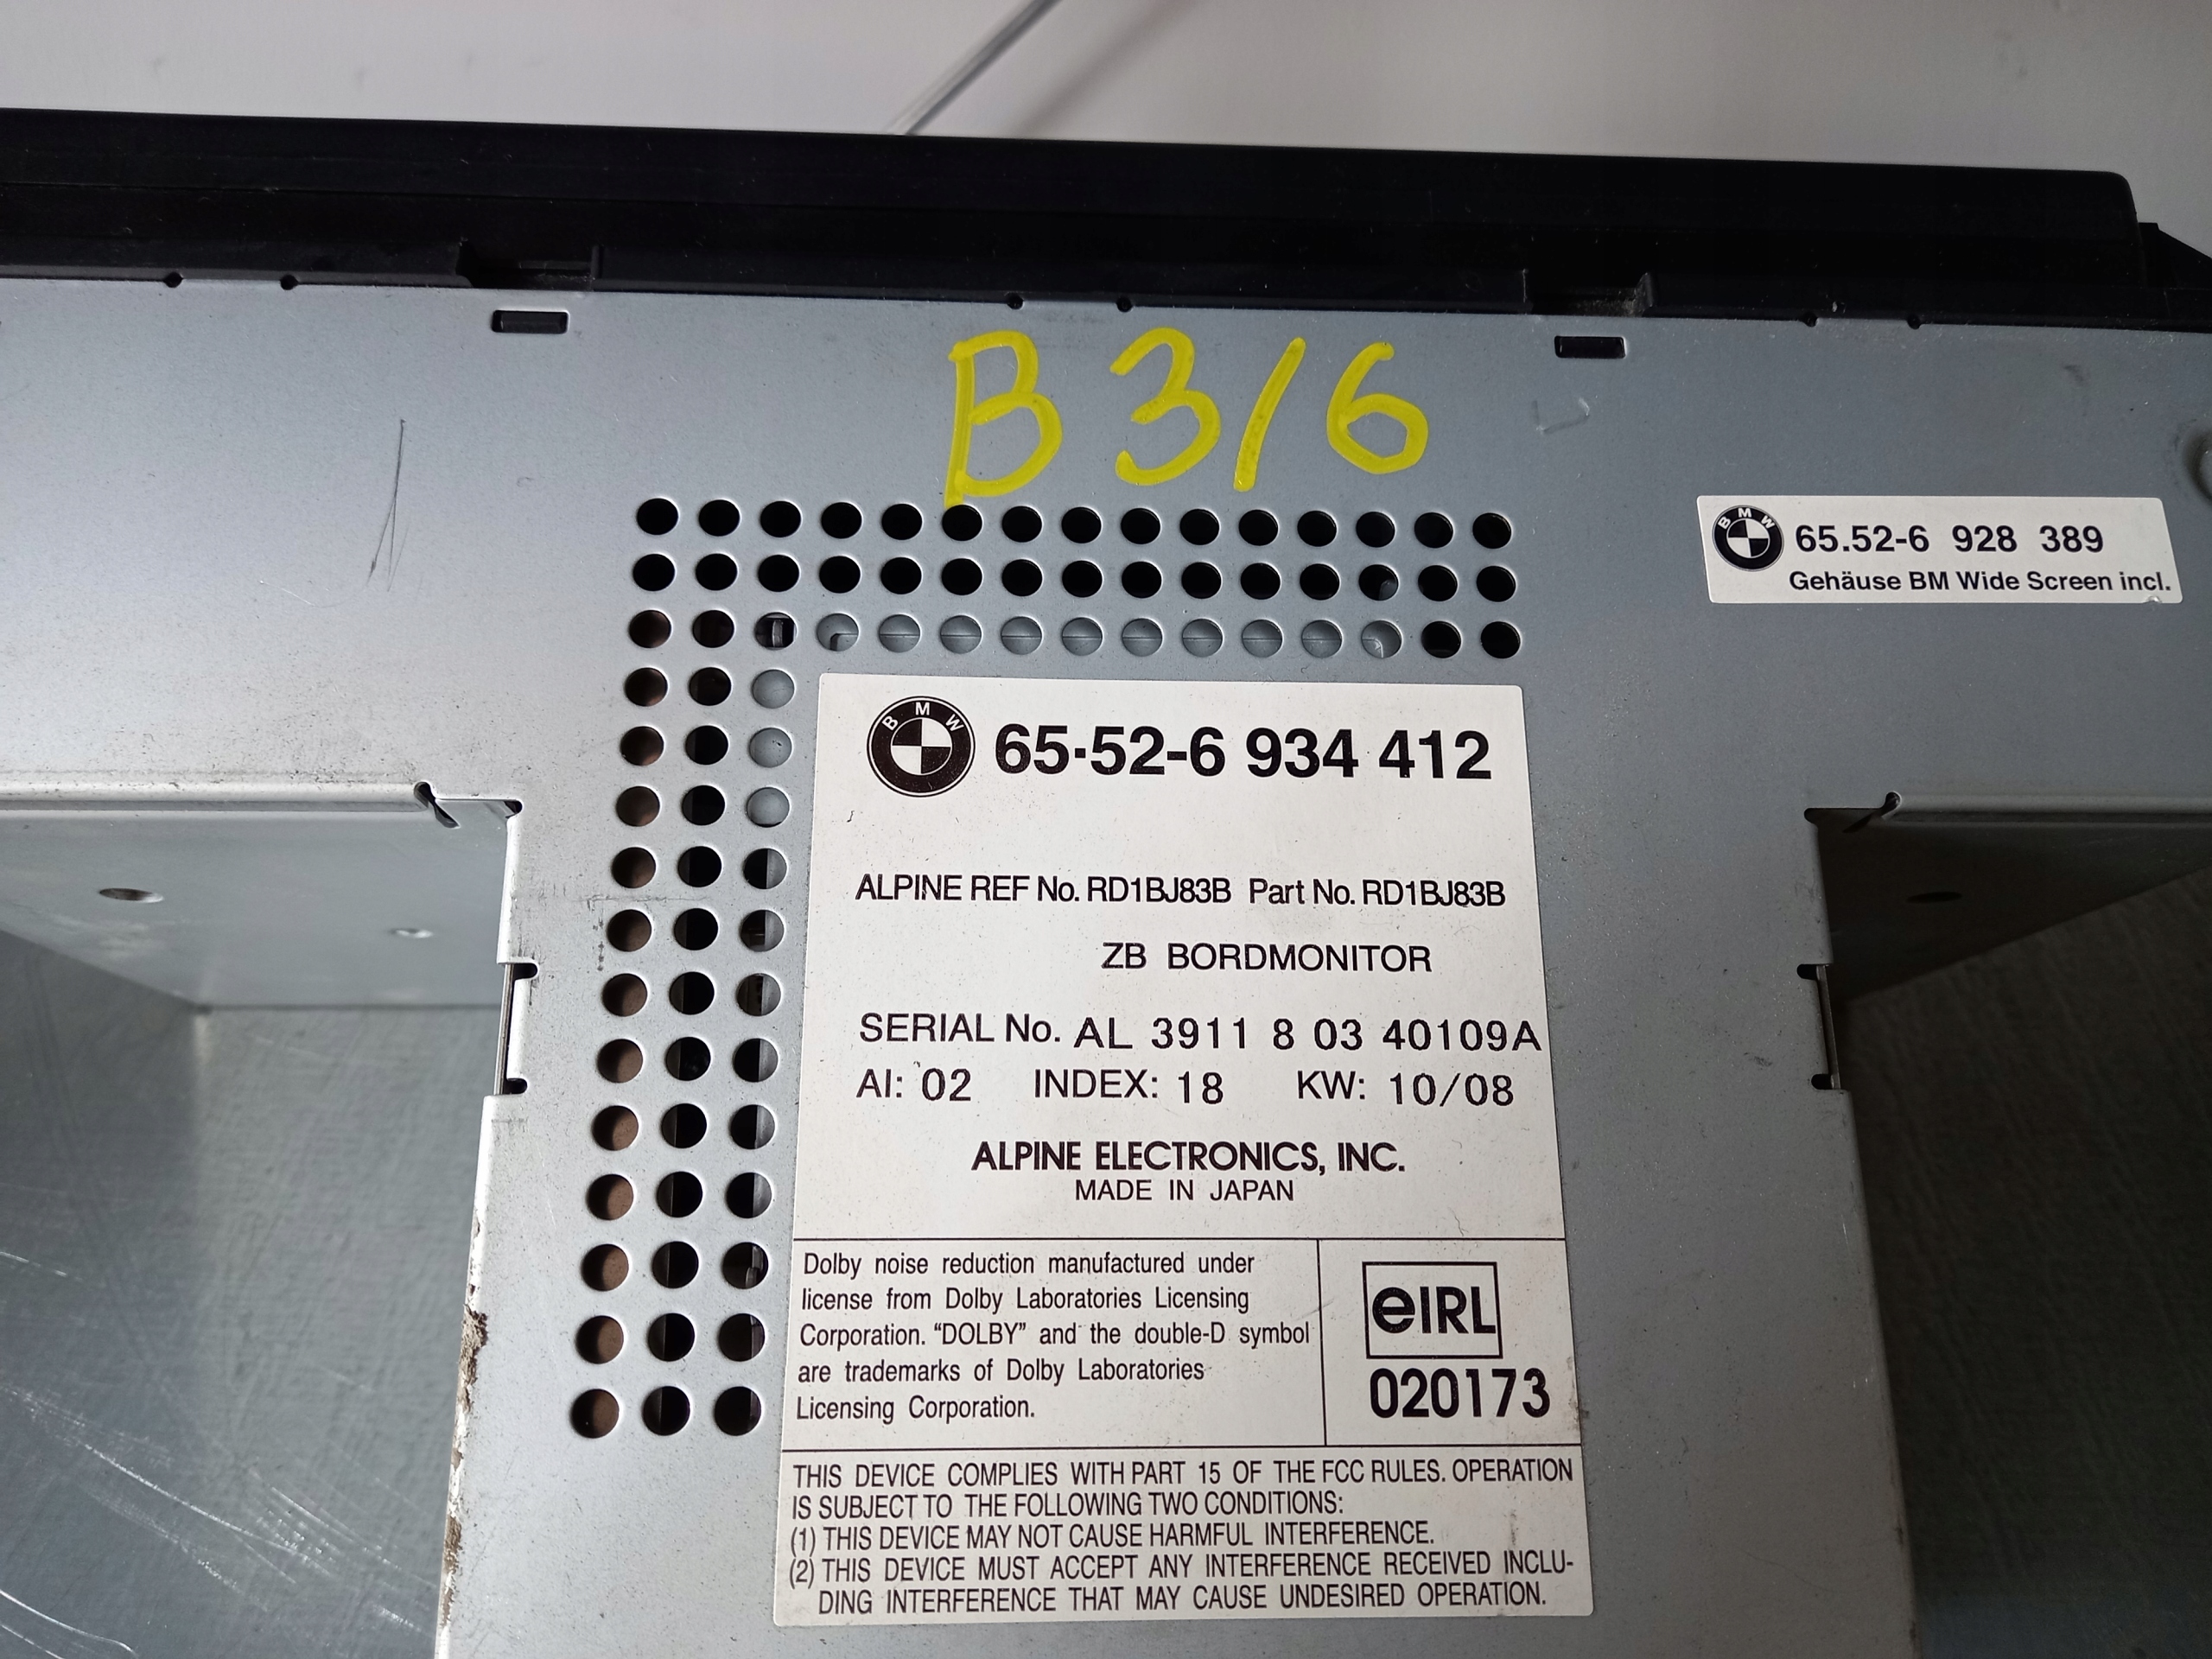 B 316
BMW
65.52-6 928 389
Gehäuse BM Wide Screen incl.
BMW
65·52-6 934 412
ALPINE REF No. RD1BJ83B Part No. RD1BJ83B
ZB BORDMONITOR
SERIAL No. AL 3911 8 03 40109A
AI: 02 INDEX: 18 KW: 10/08
ALPINE ELECTRONICS, INC.
MADE IN JAPAN
Dolby noise reduction manufactured under
license from Dolby Laboratories Licensing
Corporation. “DOLBY” and the double-D symbol
are trademarks of Dolby Laboratories
Licensing Corporation.
eIRL
020173
THIS DEVICE COMPLIES WITH PART 15 OF THE FCC RULES. OPERATION
IS SUBJECT TO THE FOLLOWING TWO CONDITIONS:
(1) THIS DEVICE MAY NOT CAUSE HARMFUL INTERFERENCE.
(2) THIS DEVICE MUST ACCEPT ANY INTERFERENCE RECEIVED INCLU-
DING INTERFERENCE THAT MAY CAUSE UNDESIRED OPERATION.